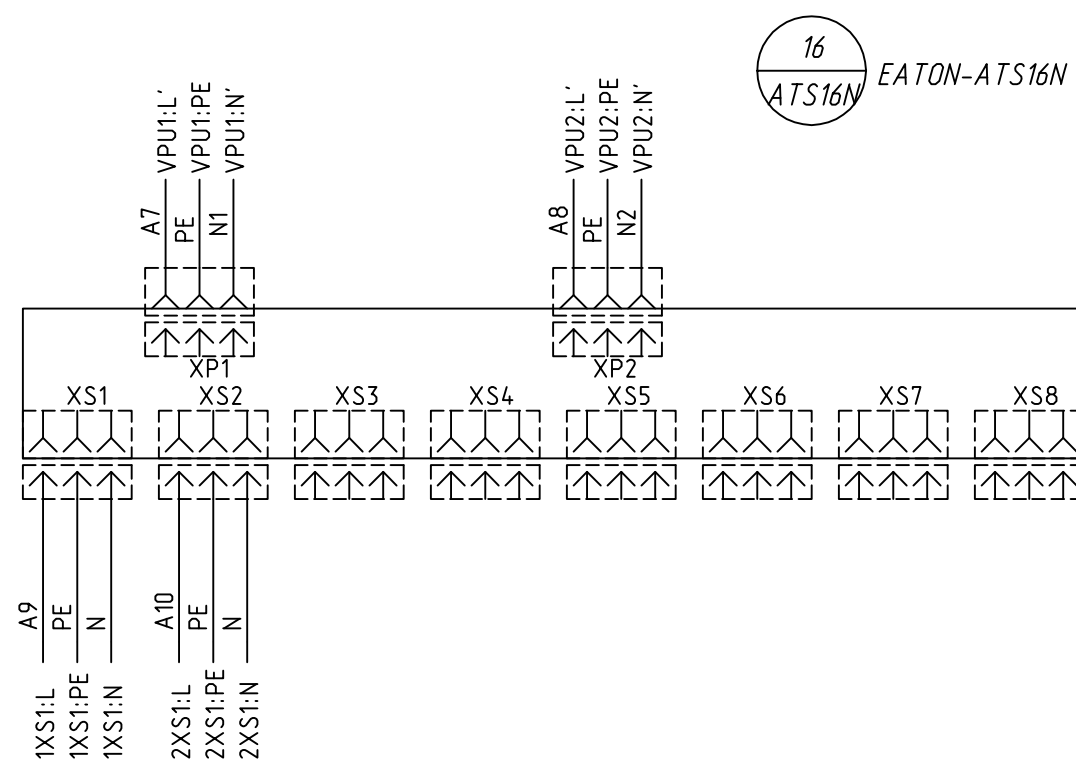 16
ATS16N
EATON-ATS16N
VPU1:L'
VPU1:PE
VPU1:N'
VPU2:L'
VPU2:PE
VPU2:N'
A7
PE
N1
A8
PE
N2
XP1
XP2
XS1
XS2
XS3
XS4
XS5
XS6
XS7
XS8
A9
PE
N
A10
PE
N
1XS1:L
1XS1:PE
1XS1:N
2XS1:L
2XS1:PE
2XS1:N